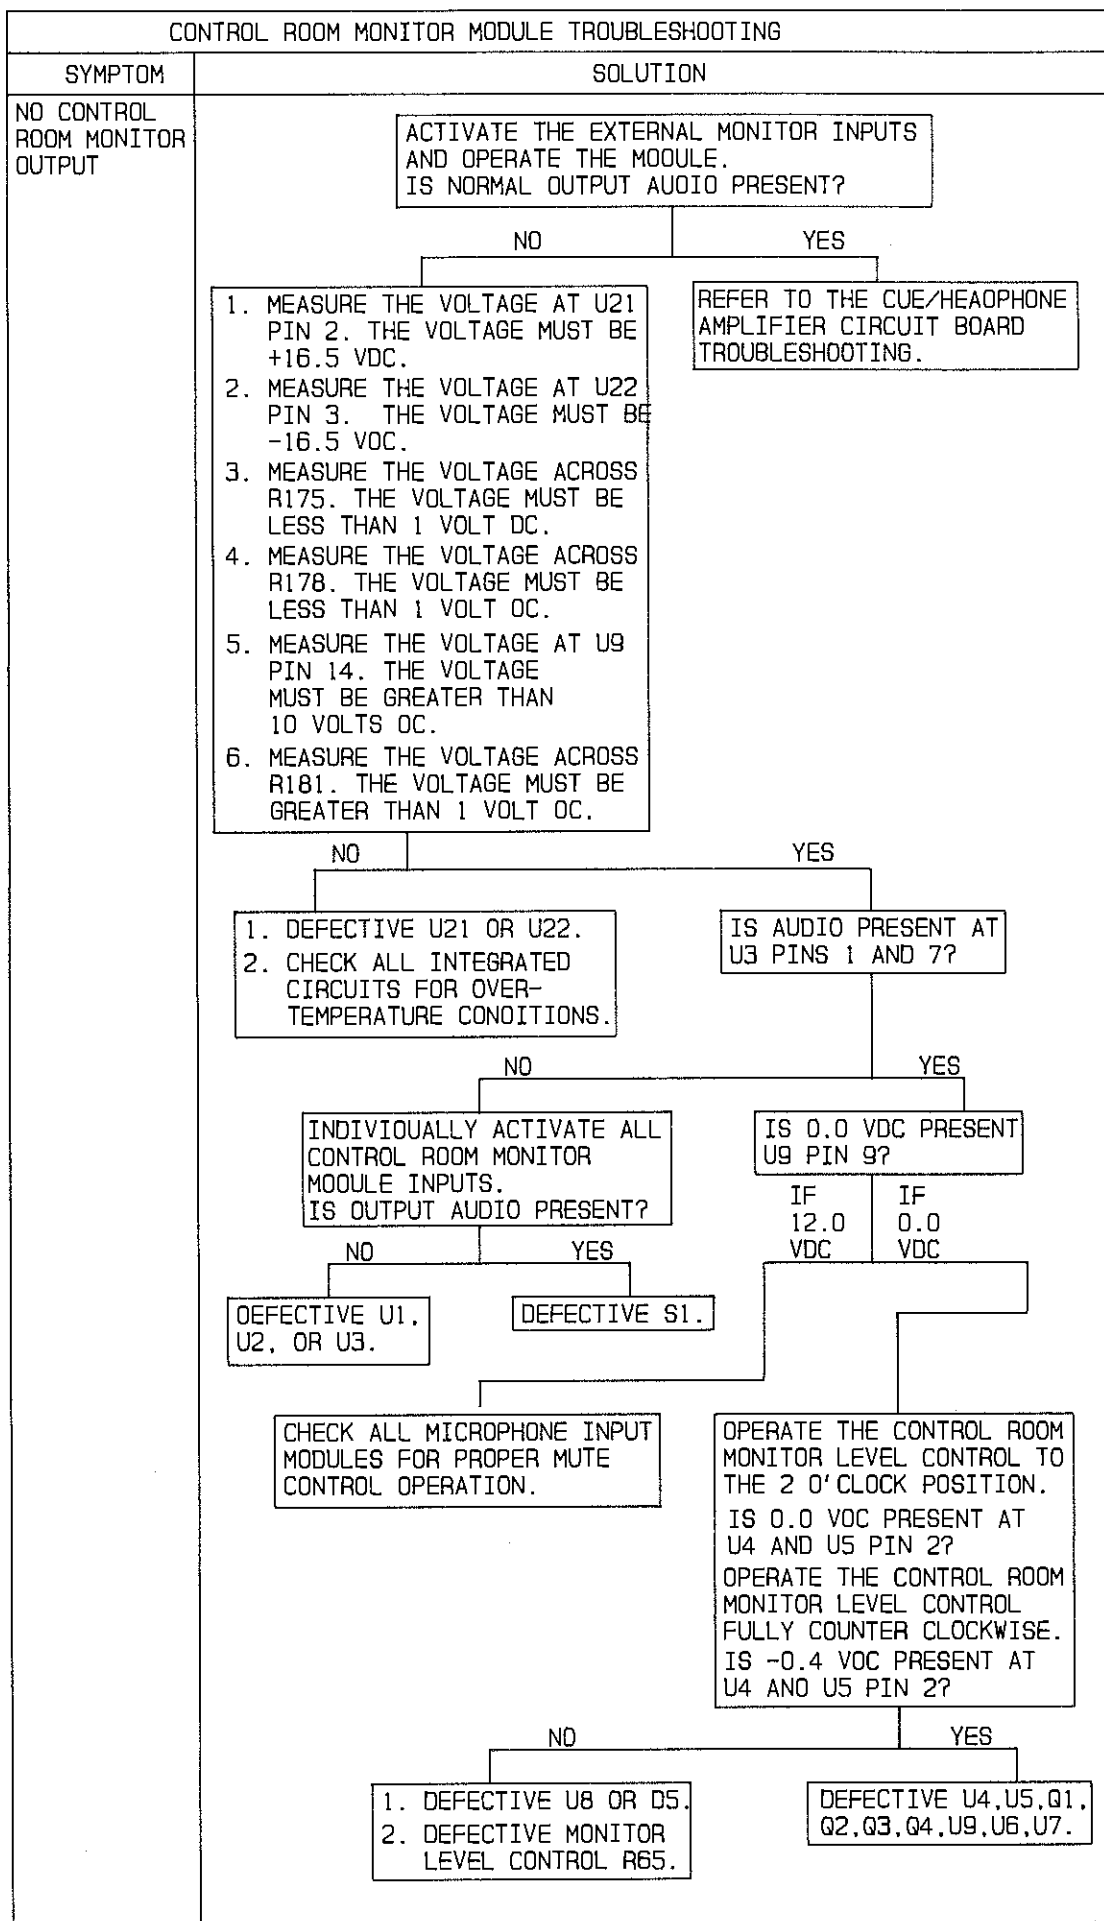 CONTROL ROOM MONITOR MODULE TROUBLESHOOTING
SYMPTOM
SOLUTION
NO CONTROL
ROOM MONITOR
OUTPUT
ACTIVATE THE EXTERNAL MONITOR INPUTS
AND OPERATE THE MOOULE.
IS NORMAL OUTPUT AUOIO PRESENT?
NO
YES
1. MEASURE THE VOLTAGE AT U21
PIN 2. THE VOLTAGE MUST BE
+16.5 VDC.
2. MEASURE THE VOLTAGE AT U22
PIN 3. THE VOLTAGE MUST BE
-16.5 VOC.
3. MEASURE THE VOLTAGE ACROSS
R175. THE VOLTAGE MUST BE
LESS THAN 1 VOLT DC.
4. MEASURE THE VOLTAGE ACROSS
R178. THE VOLTAGE MUST BE
LESS THAN 1 VOLT OC.
5. MEASURE THE VOLTAGE AT U9
PIN 14. THE VOLTAGE
MUST BE GREATER THAN
10 VOLTS OC.
6. MEASURE THE VOLTAGE ACROSS
R181. THE VOLTAGE MUST BE
GREATER THAN 1 VOLT OC.
REFER TO THE CUE/HEAOPHONE
AMPLIFIER CIRCUIT BOARD
TROUBLESHOOTING.
NO
YES
1. DEFECTIVE U21 OR U22.
2. CHECK ALL INTEGRATED
CIRCUITS FOR OVER-
TEMPERATURE CONOITIONS.
IS AUDIO PRESENT AT
U3 PINS 1 AND 7?
NO
YES
INDIVIOUALLY ACTIVATE ALL
CONTROL ROOM MONITOR
MOOULE INPUTS.
IS OUTPUT AUDIO PRESENT?
IS 0.0 VDC PRESENT
U9 PIN 9?
IF
12.0
VDC
IF
0.0
VDC
NO
YES
OEFECTIVE U1,
U2, OR U3.
DEFECTIVE S1.
CHECK ALL MICROPHONE INPUT
MODULES FOR PROPER MUTE
CONTROL OPERATION.
OPERATE THE CONTROL ROOM
MONITOR LEVEL CONTROL TO
THE 2 O'CLOCK POSITION.
IS 0.0 VOC PRESENT AT
U4 AND U5 PIN 2?
OPERATE THE CONTROL ROOM
MONITOR LEVEL CONTROL
FULLY COUNTER CLOCKWISE.
IS -0.4 VOC PRESENT AT
U4 ANO U5 PIN 2?
NO
YES
1. DEFECTIVE U8 OR D5.
2. DEFECTIVE MONITOR
LEVEL CONTROL R65.
DEFECTIVE U4,U5,Q1,
Q2,Q3,Q4,U9,U6,U7.